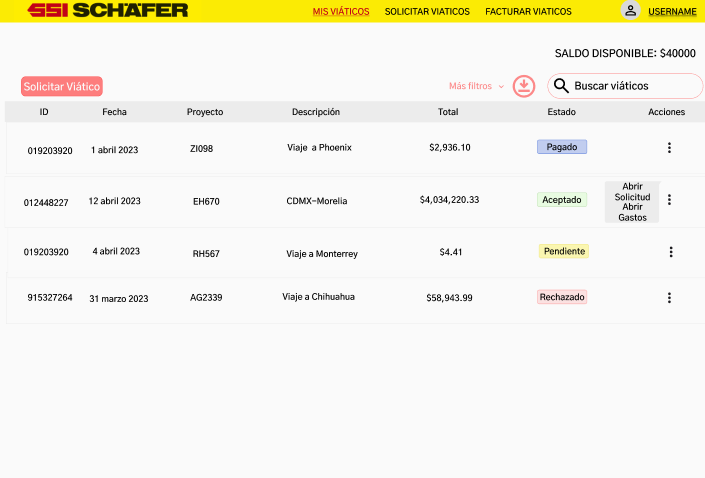 SSI SCHÄFER MIS VIÁTICOS SOLICITAR VIATICOS FACTURAR VIATICOS USERNAME
SALDO DISPONIBLE: $40000
Solicitar Viático Más filtros Buscar viáticos
ID Fecha Proyecto Descripción Total Estado Acciones
019203920 1 abril 2023 ZI098 Viaje a Phoenix $2,936.10 Pagado
012448227 12 abril 2023 EH670 CDMX-Morelia $4,034,220.33 Aceptado
Abrir
Solicitud
Abrir
Gastos
019203920 4 abril 2023 RH567 Viaje a Monterrey $4.41 Pendiente
915327264 31 marzo 2023 AG2339 Viaje a Chihuahua $58,943.99 Rechazado